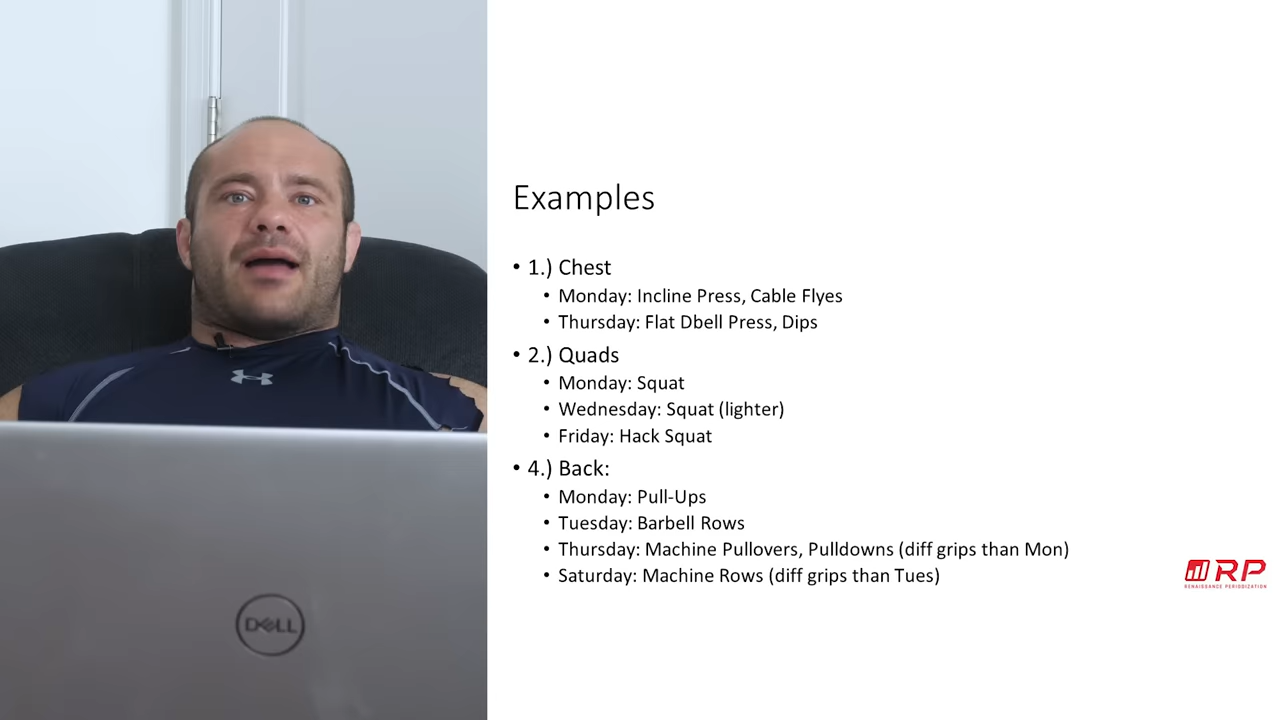 Examples
• 1.) Chest
• Monday: Incline Press, Cable Flyes
• Thursday: Flat Dbell Press, Dips
• 2.) Quads
• Monday: Squat
• Wednesday: Squat (lighter)
• Friday: Hack Squat
• 4.) Back:
• Monday: Pull-Ups
• Tuesday: Barbell Rows
• Thursday: Machine Pullovers, Pulldowns (diff grips than Mon)
• Saturday: Machine Rows (diff grips than Tues)
RP
RENAISSANCE PERIODIZATION
DELL